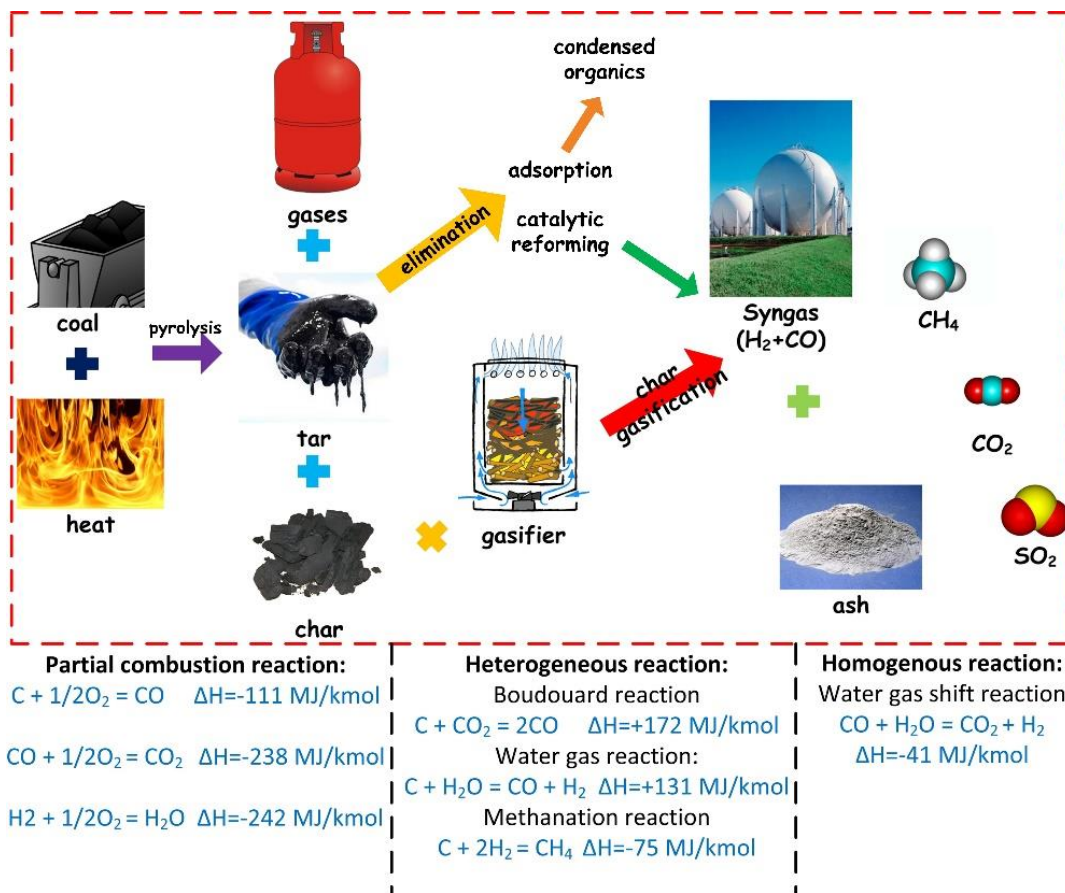 condensed
organics
adsorption
catalytic
reforming
elimination
gases
coal
pyrolysis
tar
heat
char
gasifier
char
gasification
Syngas
(H₂+CO)
CH₄
CO₂
SO₂
ash
Partial combustion reaction:
C + 1/2O₂ = CO ΔH=-111 MJ/kmol
CO + 1/2O₂ = CO₂ ΔH=-238 MJ/kmol
H2 + 1/2O₂ = H₂O ΔH=-242 MJ/kmol
Heterogeneous reaction:
Boudouard reaction
C + CO₂ = 2CO ΔH=+172 MJ/kmol
Water gas reaction:
C + H₂O = CO + H₂ ΔH=+131 MJ/kmol
Methanation reaction
C + 2H₂ = CH₄ ΔH=-75 MJ/kmol
Homogenous reaction:
Water gas shift reaction
CO + H₂O = CO₂ + H₂
ΔH=-41 MJ/kmol